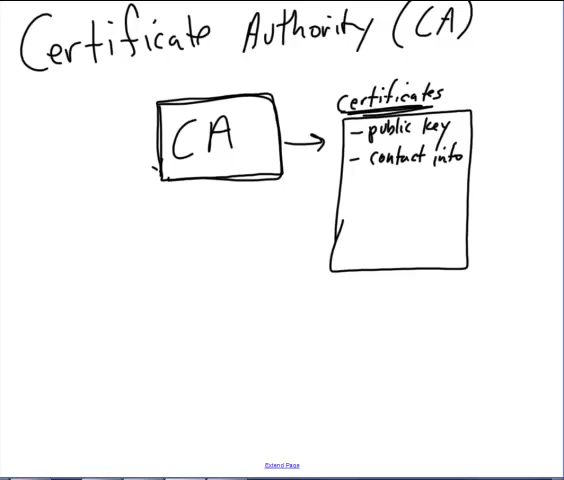 Certificate Authority (CA)
CA
Certificates
- public key
- contact info
Extend Page